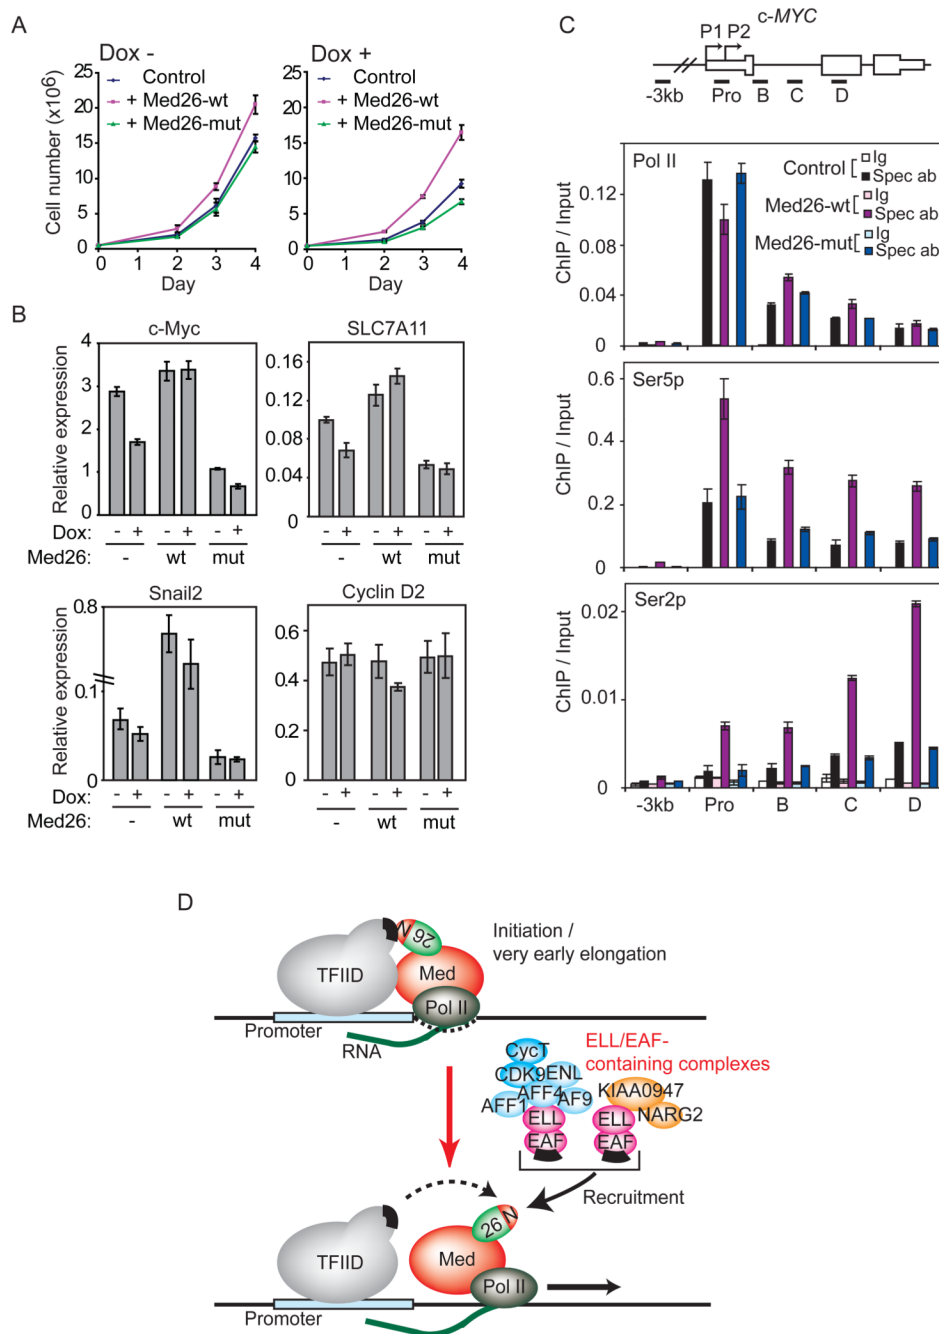 A
Dox -
Control
+ Med26-wt
+ Med26-mut
Cell number (x10⁶)
25
20
15
10
5
0
0 1 2 3 4
Day
Dox +
Control
+ Med26-wt
+ Med26-mut
25
20
15
10
5
0
0 1 2 3 4
Day
B
c-Myc
Relative expression
4
3
2
1
0
Dox: - + - + - +
Med26: - wt mut
SLC7A11
0.16
0.12
0.08
0.04
0
- + - + - +
- wt mut
Snail2
Relative expression
0.8
0.1
0
Dox: - + - + - +
Med26: - wt mut
Cyclin D2
0.6
0.4
0.2
0
- + - + - +
- wt mut
C
c-MYC
P1 P2
-3kb Pro B C D
Pol II
Control Ig
Spec ab
Med26-wt Ig
Spec ab
Med26-mut Ig
Spec ab
ChIP / Input
0.12
0.04
0
Ser5p
ChIP / Input
0.6
0.4
0.2
0
Ser2p
ChIP / Input
0.02
0.01
0
-3kb Pro B C D
D
N
26
TFIID
Med
Pol II
Promoter
RNA
Initiation /
very early elongation
ELL/EAF-
containing complexes
CycT
CDK9 ENL
AFF4
AFF1 AF9
ELL
EAF
KIAA0947
NARG2
ELL
EAF
Recruitment
26 N
TFIID
Med
Pol II
Promoter